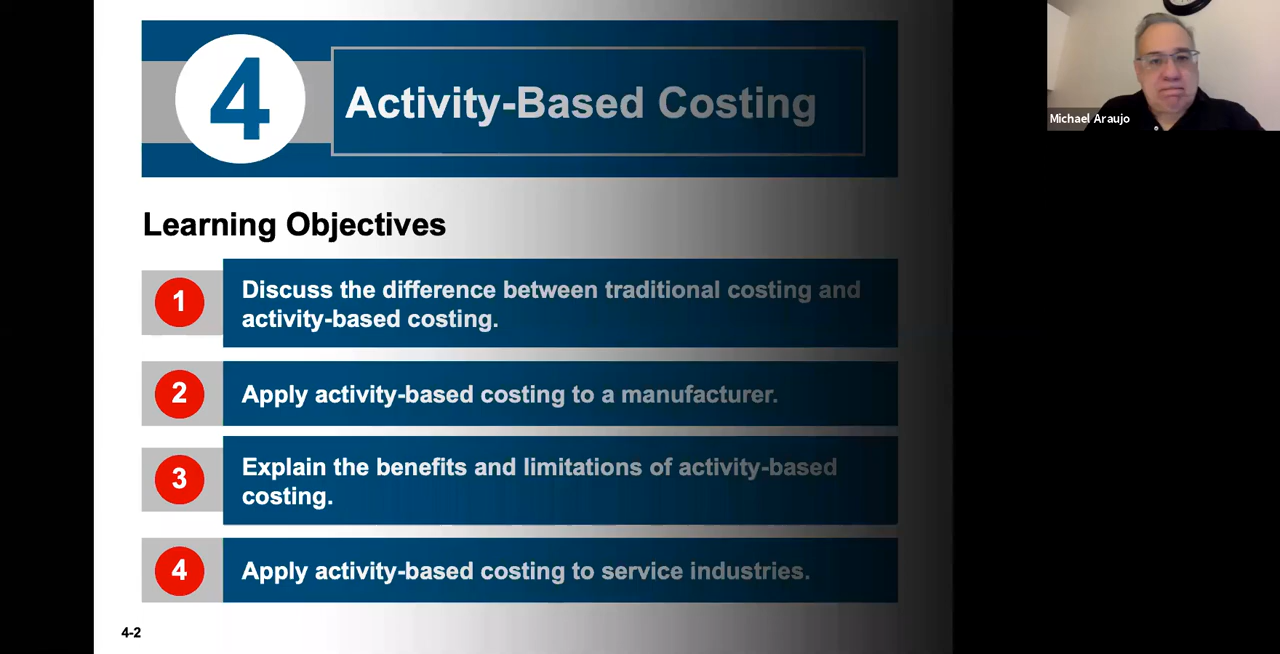 4
Activity-Based Costing
Michael Araujo
Learning Objectives
1
Discuss the difference between traditional costing and
activity-based costing.
2
Apply activity-based costing to a manufacturer.
3
Explain the benefits and limitations of activity-based
costing.
4
Apply activity-based costing to service industries.
4-2